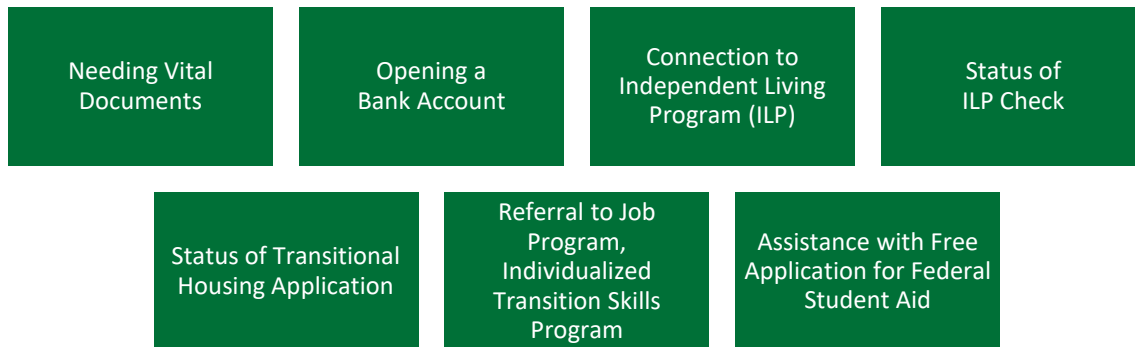 Needing Vital
Documents
Opening a
Bank Account
Connection to
Independent Living
Program (ILP)
Status of
ILP Check
Status of Transitional
Housing Application
Referral to Job
Program,
Individualized
Transition Skills
Program
Assistance with Free
Application for Federal
Student Aid